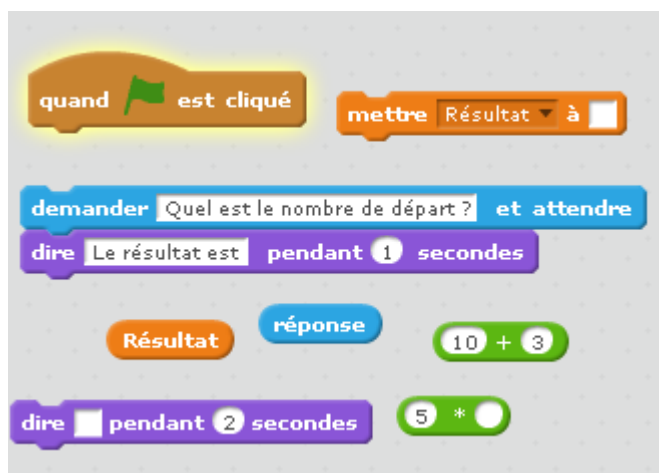 quand est cliqué
mettre Résultat à
demander Quel est le nombre de départ ? et attendre
dire Le résultat est pendant 1 secondes
Résultat
réponse
10 + 3
dire pendant 2 secondes
5 *